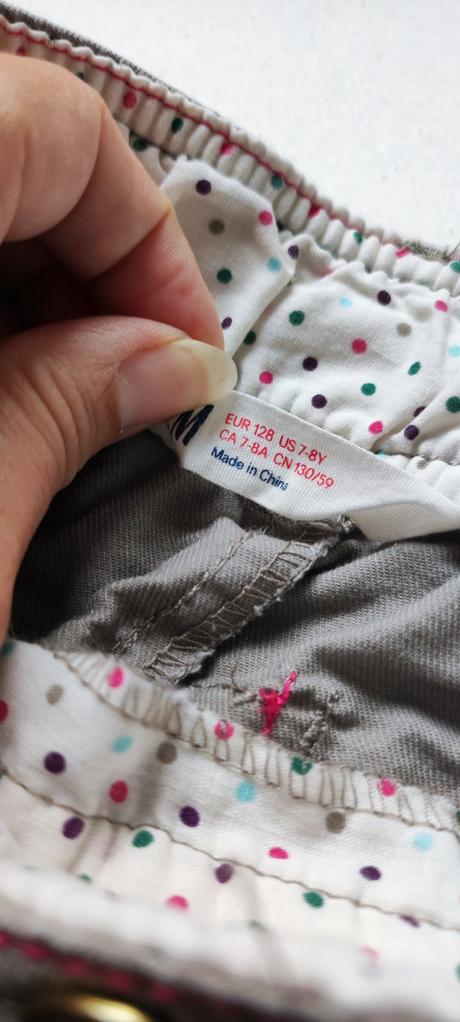 M
EUR 128 US 7-8Y
CA 7-8A CN 130/59
Made in China